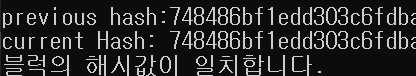 previous hash:748486bf1edd303c6fdba
current Hash: 748486bf1edd303c6fdba
블럭의 해시값이 일치합니다.